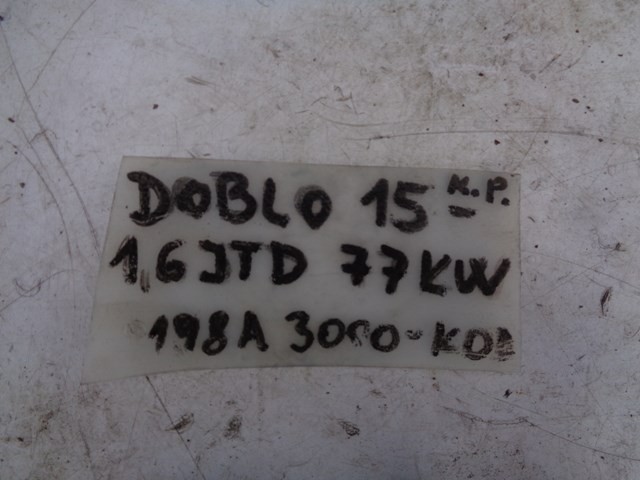 DOBLO 15 K.P.
1,6 JTD 77KW
198A 3000-KOD